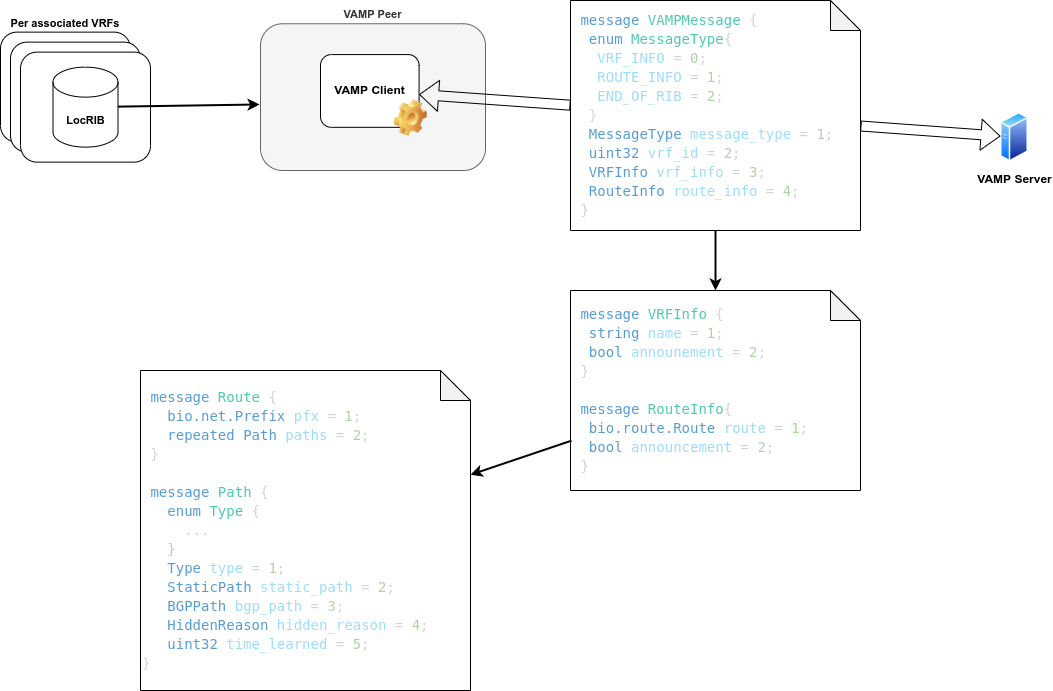 Per associated VRFs
LocRIB
VAMP Peer
VAMP Client
message VAMPMessage {
enum MessageType{
VRF_INFO = 0;
ROUTE_INFO = 1;
END_OF_RIB = 2;
}
MessageType message_type = 1;
uint32 vrf_id = 2;
VRFInfo vrf_info = 3;
RouteInfo route_info = 4;
}
VAMP Server
message VRFInfo {
string name = 1;
bool announement = 2;
}
message RouteInfo{
bio.route.Route route = 1;
bool announcement = 2;
}
message Route {
bio.net.Prefix pfx = 1;
repeated Path paths = 2;
}
message Path {
enum Type {
...
}
Type type = 1;
StaticPath static_path = 2;
BGPPath bgp_path = 3;
HiddenReason hidden_reason = 4;
uint32 time_learned = 5;
}